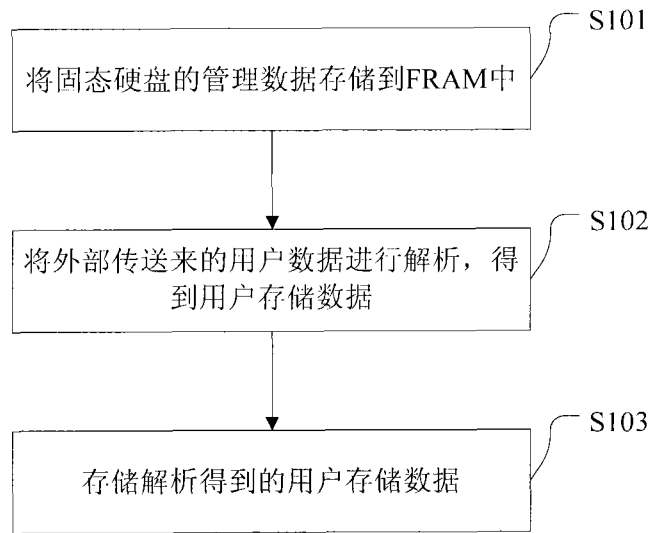 S101
将固态硬盘的管理数据存储到FRAM中
S102
将外部传送来的用户数据进行解析，得
到用户存储数据
S103
存储解析得到的用户存储数据